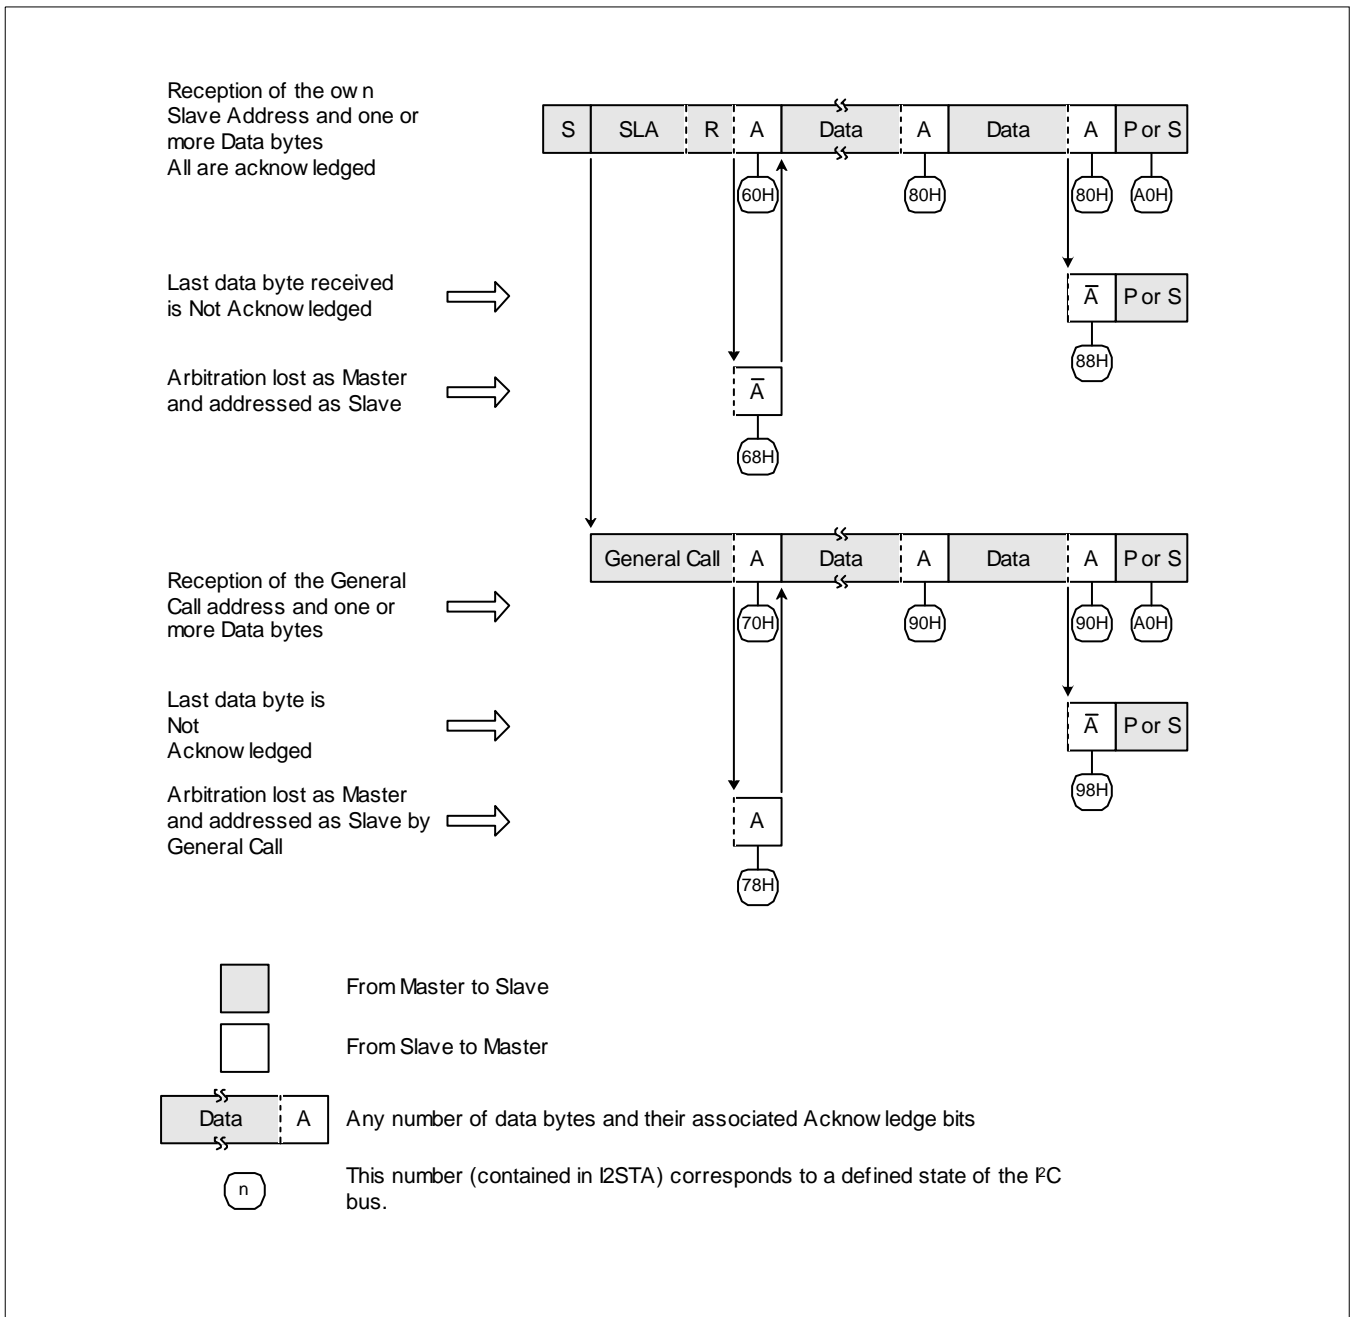 Reception of the own
Slave Address and one or
more Data bytes
All are acknowledged
S SLA R A Data A Data A P or S
60H 80H 80H A0H
Last data byte received
is Not Acknowledged
A̅ P or S
88H
Arbitration lost as Master
and addressed as Slave
A̅
68H
General Call A Data A Data A P or S
70H 90H 90H A0H
Reception of the General
Call address and one or
more Data bytes
Last data byte is
Not
Acknowledged
A̅ P or S
98H
Arbitration lost as Master
and addressed as Slave by
General Call
A
78H
From Master to Slave
From Slave to Master
Data A Any number of data bytes and their associated Acknowledge bits
n This number (contained in I2STA) corresponds to a defined state of the I²C
bus.